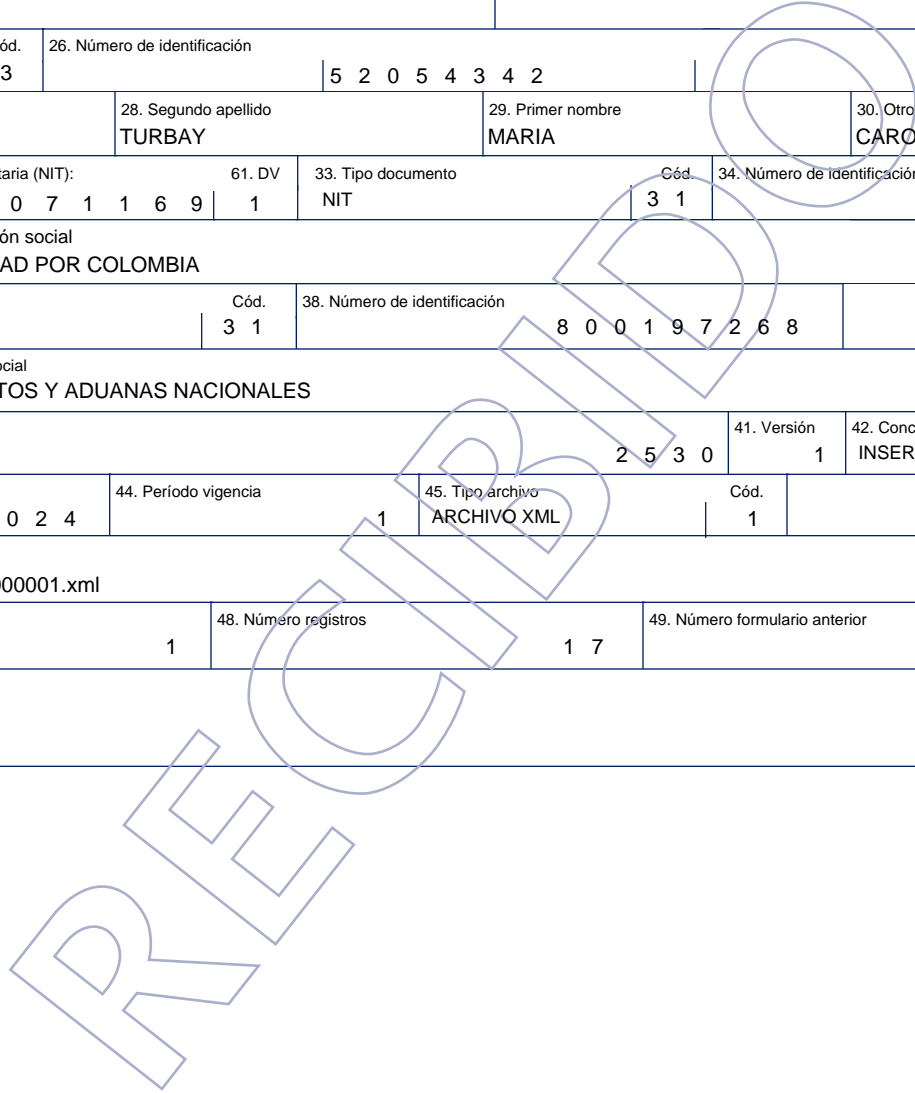 ód. 26. Número de identificación
3 5 2 0 5 4 3 4 2
28. Segundo apellido 29. Primer nombre 30. Otro
TURBAY MARIA CARO
taria (NIT): 61. DV 33. Tipo documento Cód. 34. Número de identificación
0 7 1 1 6 9 1 NIT 3 1
ón social
AD POR COLOMBIA
Cód. 38. Número de identificación
3 1 8 0 0 1 9 7 2 6 8
ocial
TOS Y ADUANAS NACIONALES
41. Versión 42. Conc
2 5 3 0 1 INSER
44. Período vigencia 45. Tipo archivo Cód.
0 2 4 1 ARCHIVO XML 1
000001.xml
48. Número registros 49. Número formulario anterior
1 1 7
RECIBIDO